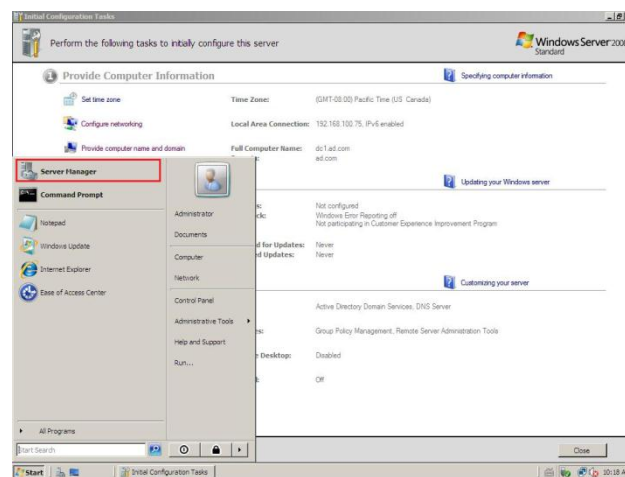 Initial Configuration Tasks
Perform the following tasks to initially configure this server
Windows Server 2008
Standard
1 Provide Computer Information
Specifying computer information
Set time zone
Time Zone: (GMT-08:00) Pacific Time (US Canada)
Configure networking
Local Area Connection: 192.168.100.75, IPv6 enabled
Provide computer name and domain
Full Computer Name: dc1.ad.com
ad.com
Updating your Windows server
Not configured
Windows Error Reporting off
Not participating in Customer Experience Improvement Program
d for Updates: Never
d Updates: Never
Customizing your server
Active Directory Domain Services, DNS Server
es: Group Policy Management, Remote Server Administration Tools
e Desktop: Disabled
Off
Server Manager
Command Prompt
Notepad
Windows Update
Internet Explorer
Ease of Access Center
All Programs
Start Search
Administrator
Documents
Computer
Network
Control Panel
Administrative Tools
Help and Support
Run...
Close
Start
Initial Configuration Tasks
10:18 A